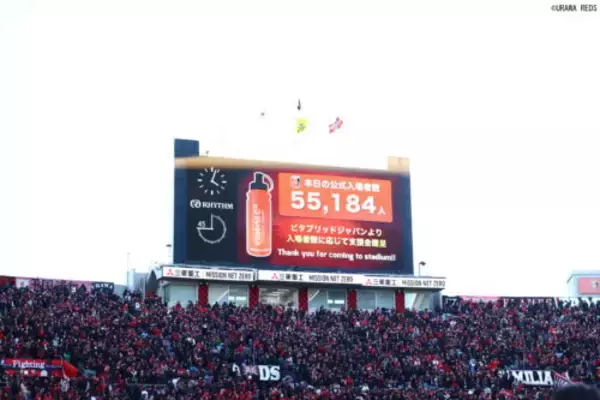 ©URAWA REDS
本日の公式入場者数
55,184人
RHYTHM
45
ビタブリッドジャパンより
入場者数に応じて支援金贈呈
Thank you for coming to stadium!!
三菱重工 MISSION NET ZERO
三菱重工 MISSION NET ZERO
三菱重工 MISSION NET ZERO
Fighting
DS
MILIA
DS